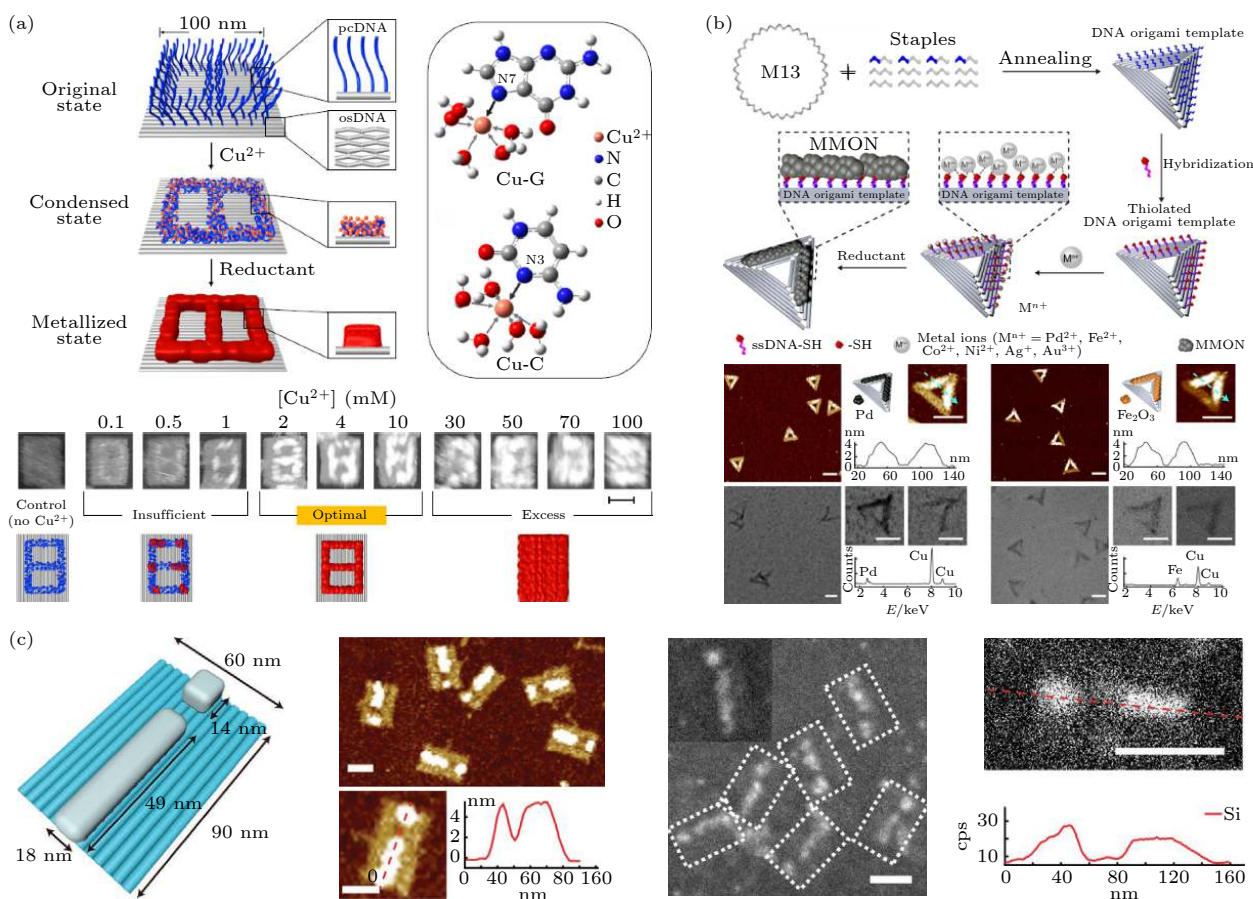 (a)
100 nm
pcDNA
Original
state
osDNA
Cu²⁺
Condensed
state
Reductant
Metallized
state
N7
Cu-G
Cu²⁺
N
C
H
O
N3
Cu-C
[Cu²⁺] (mM)
0.1 0.5 1 2 4 10 30 50 70 100
Control
(no Cu²⁺)
Insufficient
Optimal
Excess
(b)
M13
Staples
Annealing
DNA origami template
MMON
DNA origami template
Mⁿ⁺
DNA origami template
Hybridization
Thiolated
DNA origami template
Reductant
Mⁿ⁺
Mⁿ⁺
ssDNA-SH
-SH
Mⁿ⁺
Metal ions (Mⁿ⁺ = Pd²⁺, Fe²⁺,
Co²⁺, Ni²⁺, Ag⁺, Au³⁺)
MMON
Pd
nm
4
2
0
nm
20 60 100 140
Counts
Pd
Cu
Cu
2 4 6 8 10
E/keV
Fe₂O₃
nm
4
2
0
nm
20 60 100 140
Counts
Fe
Cu
Cu
2 4 6 8 10
E/keV
(c)
60 nm
14 nm
49 nm
90 nm
18 nm
0
nm
4
2
0
0 40 80 120 160
nm
cps
30
10
Si
0 40 80 120 160
nm